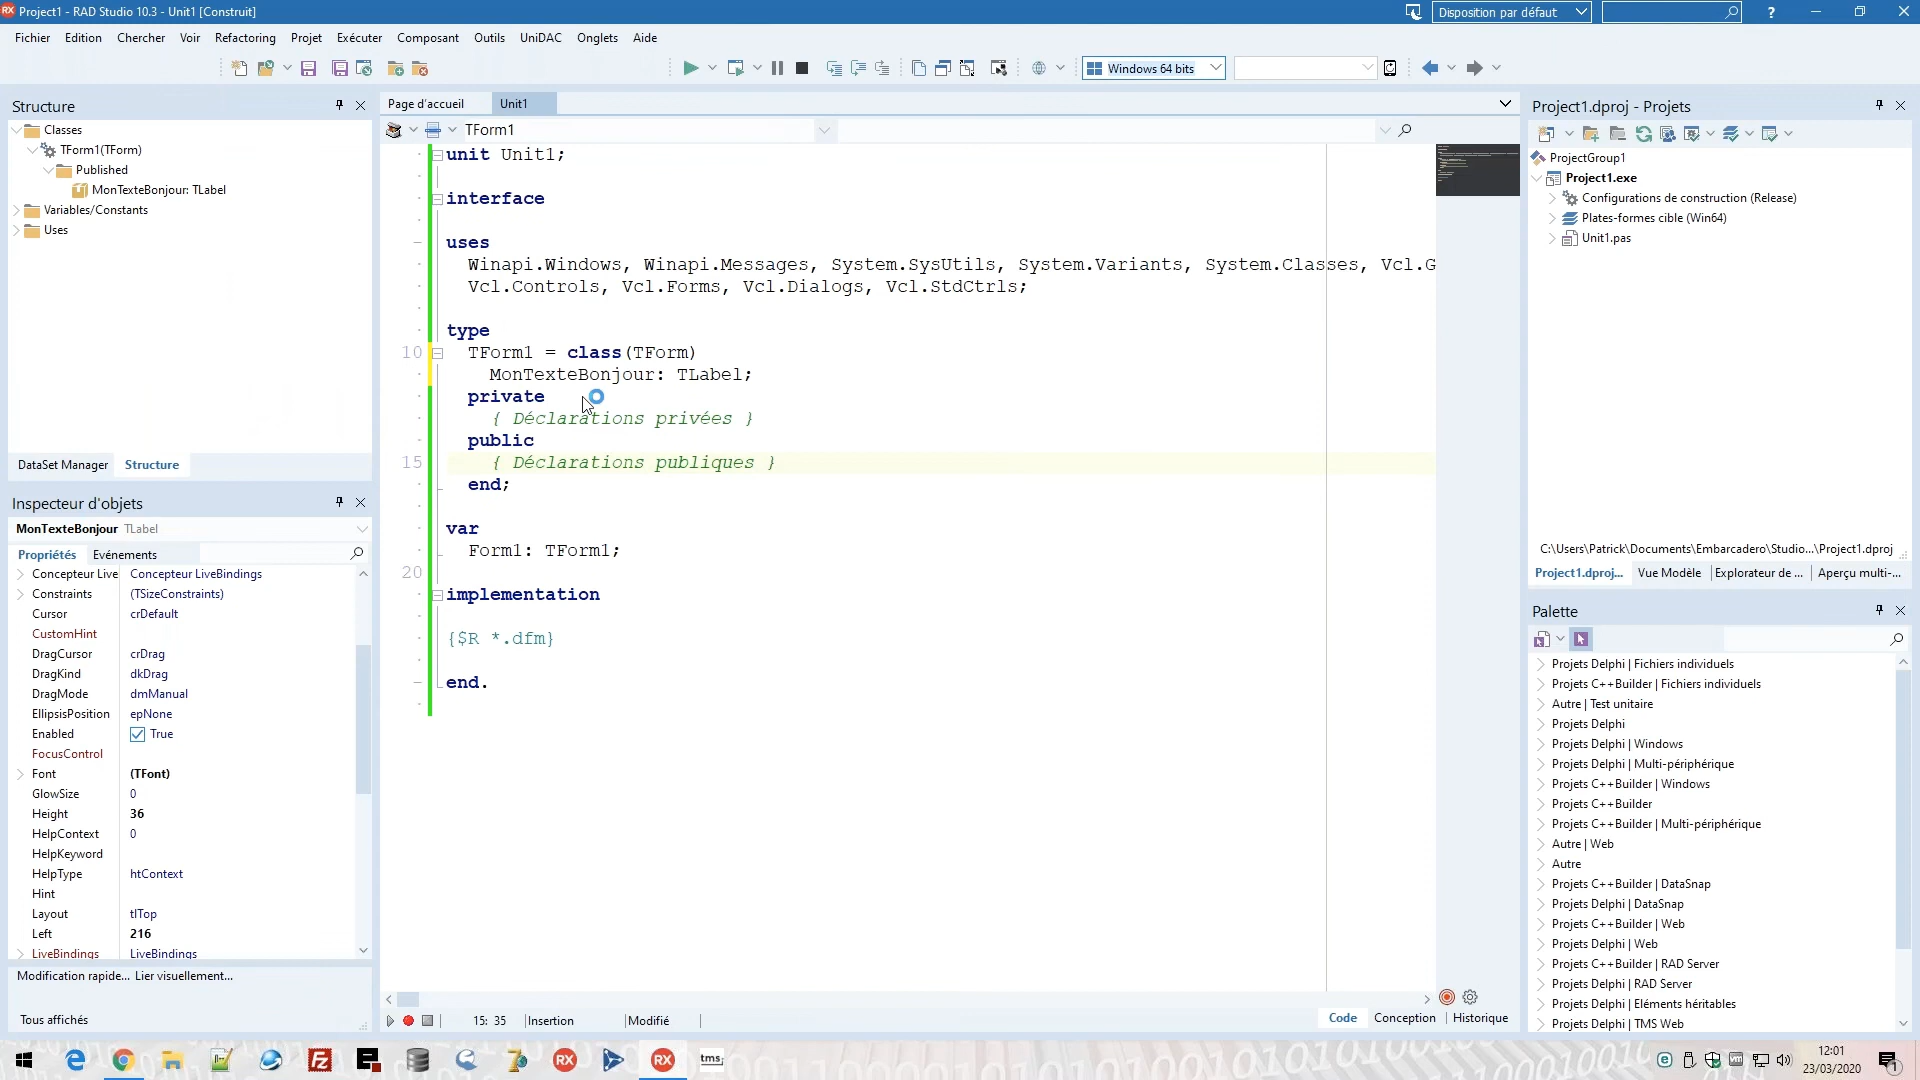 Project1 - RAD Studio 10.3 - Unit1 [Construit]
Disposition par défaut
?
Fichier Edition Chercher Voir Refactoring Projet Exécuter Composant Outils UniDAC Onglets Aide
Windows 64 bits
Structure
Classes
TForm1(TForm)
Published
MonTexteBonjour: TLabel
Variables/Constants
Uses
DataSet Manager Structure
Inspecteur d'objets
MonTexteBonjour TLabel
Propriétés Evénements
Concepteur Live Concepteur LiveBindings
Constraints (TSizeConstraints)
Cursor crDefault
CustomHint
DragCursor crDrag
DragKind dkDrag
DragMode dmManual
EllipsisPosition epNone
Enabled True
FocusControl
Font (TFont)
GlowSize 0
Height 36
HelpContext 0
HelpKeyword
HelpType htContext
Hint
Layout tlTop
Left 216
LiveBindings LiveBindings
Modification rapide... Lier visuellement...
Tous affichés
Page d'accueil Unit1
TForm1
unit Unit1;
interface
uses
Winapi.Windows, Winapi.Messages, System.SysUtils, System.Variants, System.Classes, Vcl.G
Vcl.Controls, Vcl.Forms, Vcl.Dialogs, Vcl.StdCtrls;
type
10 TForm1 = class(TForm)
MonTexteBonjour: TLabel;
private
{ Déclarations privées }
public
15 { Déclarations publiques }
end;
var
Form1: TForm1;
20
implementation
{$R *.dfm}
end.
15: 35 Insertion Modifié
Code Conception Historique
Project1.dproj - Projets
ProjectGroup1
Project1.exe
Configurations de construction (Release)
Plates-formes cible (Win64)
Unit1.pas
C:\Users\Patrick\Documents\Embarcadero\Studio...\Project1.dproj
Project1.dproj... Vue Modèle Explorateur de ... Aperçu multi-...
Palette
Projets Delphi | Fichiers individuels
Projets C++Builder | Fichiers individuels
Autre | Test unitaire
Projets Delphi
Projets Delphi | Windows
Projets Delphi | Multi-périphérique
Projets C++Builder | Windows
Projets C++Builder
Projets C++Builder | Multi-périphérique
Autre | Web
Autre
Projets C++Builder | DataSnap
Projets Delphi | DataSnap
Projets C++Builder | Web
Projets Delphi | Web
Projets C++Builder | RAD Server
Projets Delphi | RAD Server
Projets Delphi | Eléments héritables
Projets Delphi | TMS Web
RX RX tms
12:01
23/03/2020